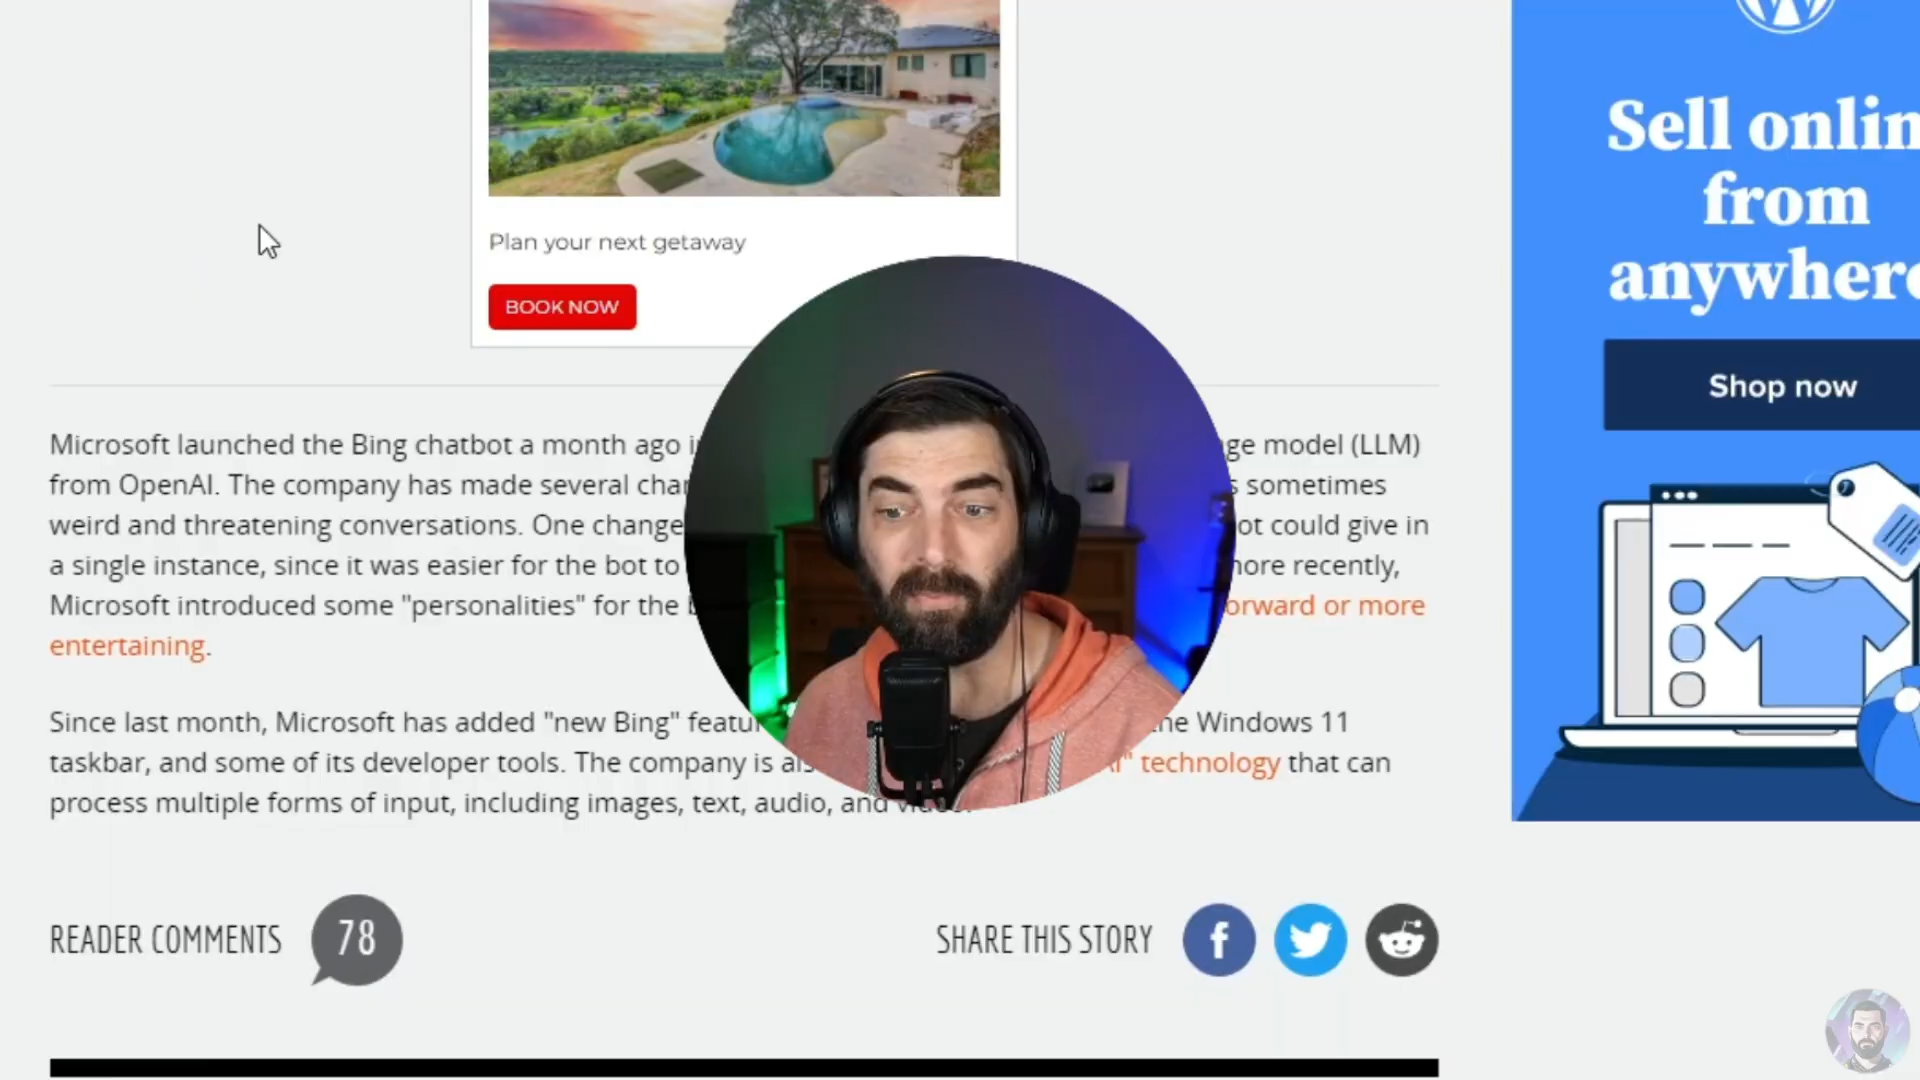 Plan your next getaway
BOOK NOW
Sell onlin
from
anywhere
Shop now
Microsoft launched the Bing chatbot a month ago ge model (LLM)
from OpenAI. The company has made several sometimes
weird and threatening conversations. One change ot could give in
a single instance, since it was easier for the bot to more recently,
Microsoft introduced some "personalities" for the orward or more
entertaining.
Since last month, Microsoft has added "new Bing" the Windows 11
taskbar, and some of its developer tools. The company is technology that can
process multiple forms of input, including images, text, audio, and video.
READER COMMENTS 78
SHARE THIS STORY